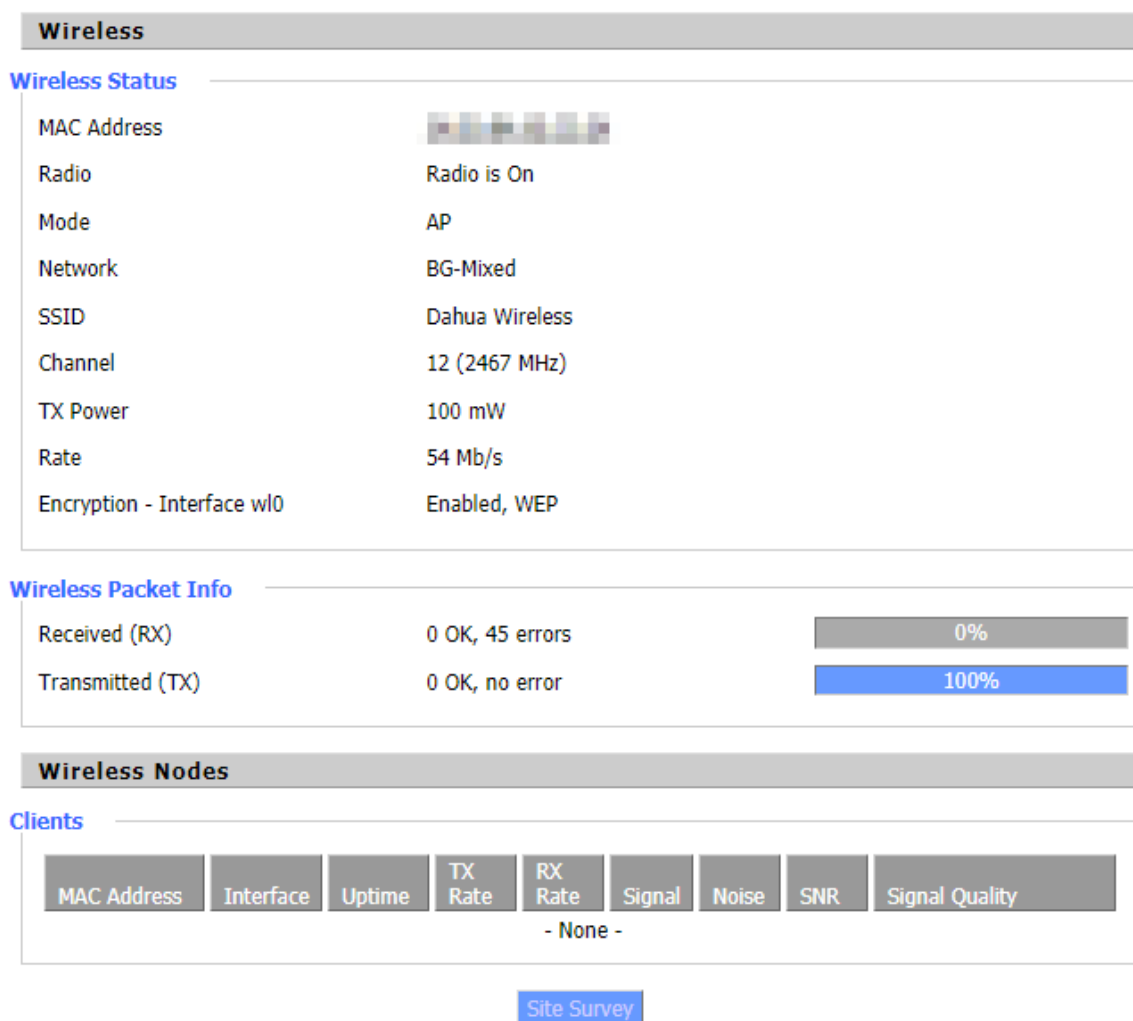 Wireless
Wireless Status
MAC Address
Radio Radio is On
Mode AP
Network BG-Mixed
SSID Dahua Wireless
Channel 12 (2467 MHz)
TX Power 100 mW
Rate 54 Mb/s
Encryption - Interface wl0 Enabled, WEP
Wireless Packet Info
Received (RX) 0 OK, 45 errors 0%
Transmitted (TX) 0 OK, no error 100%
Wireless Nodes
Clients
MAC Address Interface Uptime TX Rate RX Rate Signal Noise SNR Signal Quality
- None -
Site Survey